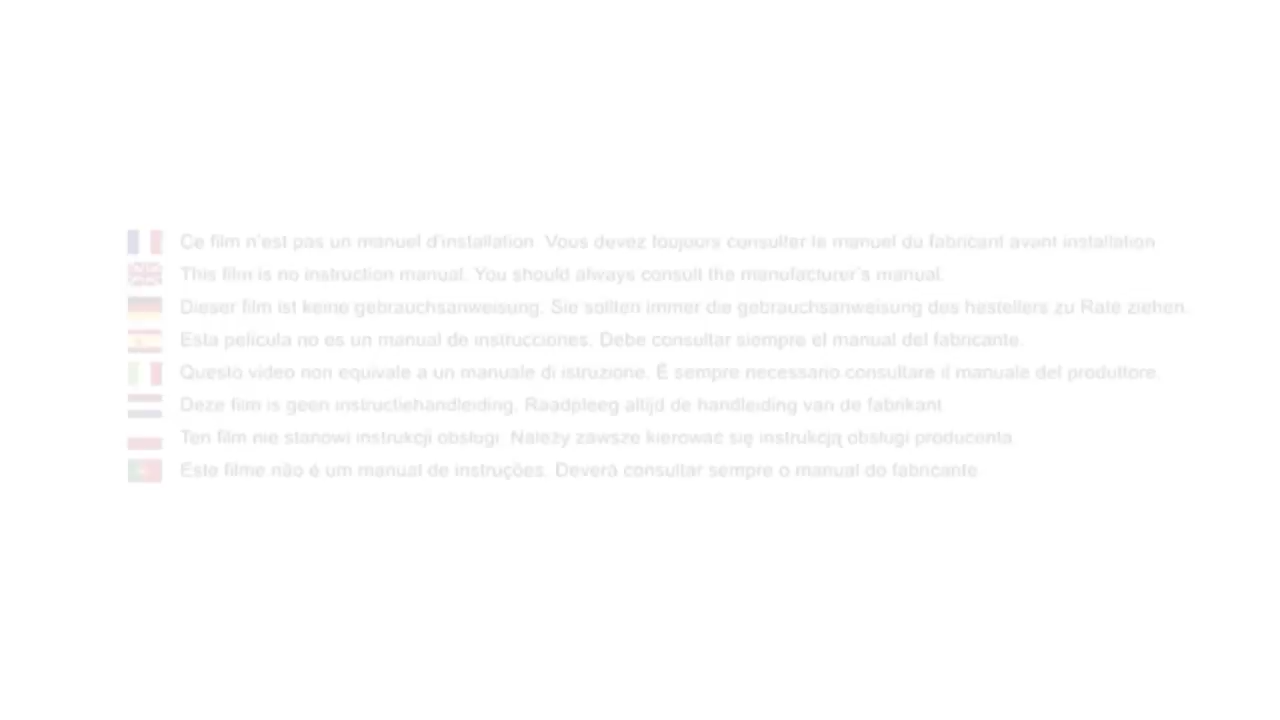 Ce film n'est pas un manuel d'installation. Vous devez toujours consulter le manuel du fabricant avant installation
This film is no instruction manual. You should always consult the manufacturer's manual.
Dieser film ist keine gebrauchsanweisung. Sie sollten immer die gebrauchsanweisung des hestellers zu Rate ziehen.
Esta película no es un manual de instrucciones. Debe consultar siempre el manual del fabricante.
Questo video non equivale a un manuale di istruzione. É sempre necessario consultare il manuale del produttore.
Deze film is geen instructiehandleiding. Raadpleeg altijd de handleiding van de fabrikant
Ten film nie stanowi instrukcji obsługi. Należy zawsze kierować się instrukcją obsługi producenta.
Este filme não é um manual de instruções. Deverá consultar sempre o manual do fabricante